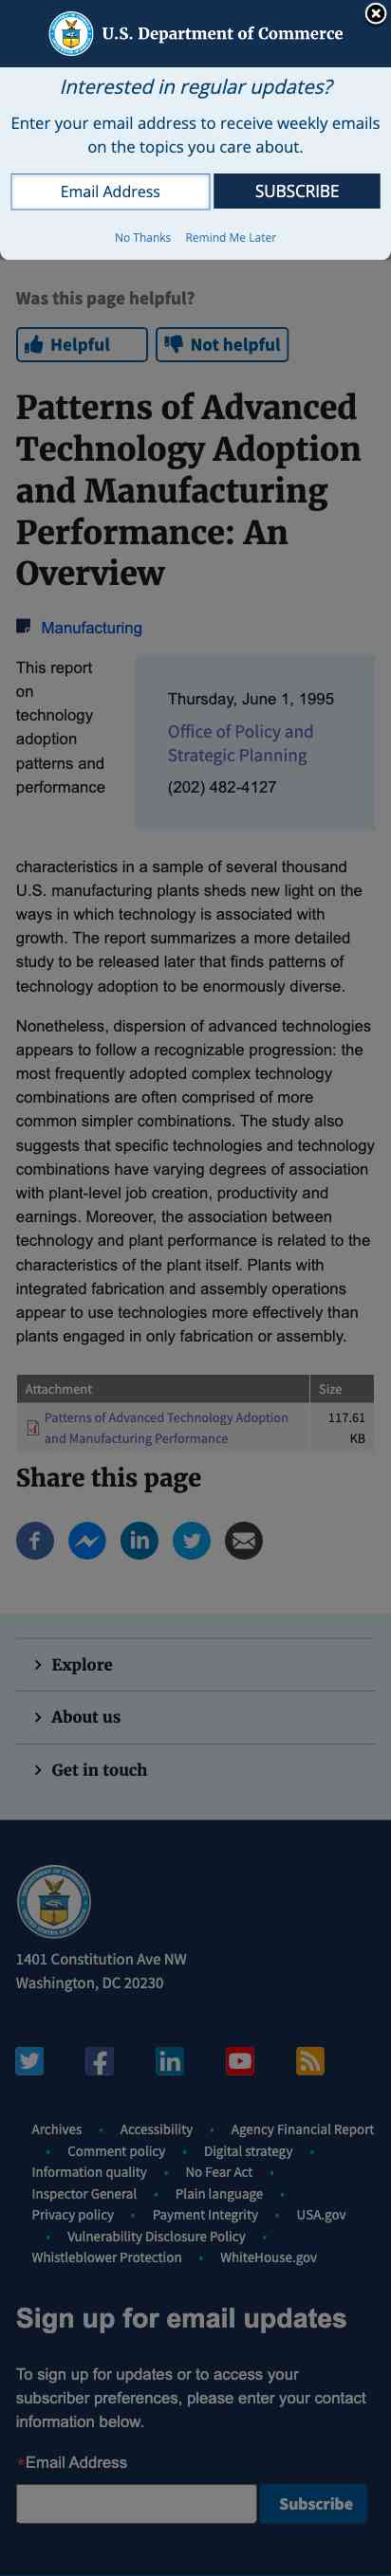 U.S. Department of Commerce
Interested in regular updates?
Enter your email address to receive weekly emails
on the topics you care about.
Email Address
SUBSCRIBE
No Thanks Remind Me Later
Was this page helpful?
Helpful
Not helpful
Patterns of Advanced
Technology Adoption
and Manufacturing
Performance: An
Overview
Manufacturing
This report
on
technology
adoption
patterns and
performance
Thursday, June 1, 1995
Office of Policy and
Strategic Planning
(202) 482-4127
characteristics in a sample of several thousand
U.S. manufacturing plants sheds new light on the
ways in which technology is associated with
growth. The report summarizes a more detailed
study to be released later that finds patterns of
technology adoption to be enormously diverse.
Nonetheless, dispersion of advanced technologies
appears to follow a recognizable progression: the
most frequently adopted complex technology
combinations are often comprised of more
common simpler combinations. The study also
suggests that specific technologies and technology
combinations have varying degrees of association
with plant-level job creation, productivity and
earnings. Moreover, the association between
technology and plant performance is related to the
characteristics of the plant itself. Plants with
integrated fabrication and assembly operations
appear to use technologies more effectively than
plants engaged in only fabrication or assembly.
Attachment Size
Patterns of Advanced Technology Adoption 117.61
and Manufacturing Performance KB
Share this page
Explore
About us
Get in touch
1401 Constitution Ave NW
Washington, DC 20230
Archives • Accessibility • Agency Financial Report
• Comment policy • Digital strategy •
Information quality • No Fear Act •
Inspector General • Plain language •
Privacy policy • Payment Integrity • USA.gov
• Vulnerability Disclosure Policy •
Whistleblower Protection • WhiteHouse.gov
Sign up for email updates
To sign up for updates or to access your
subscriber preferences, please enter your contact
information below.
*Email Address
Subscribe